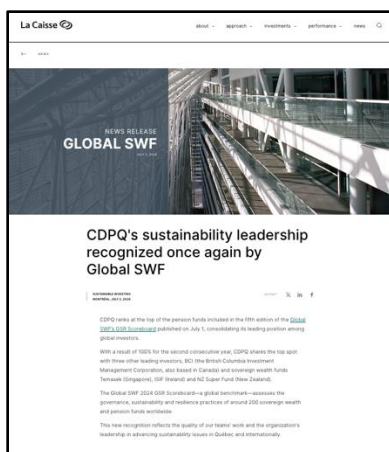 La Caisse
about approach investments performance news
← NEWS
NEWS RELEASE
GLOBAL SWF
CDPQ's sustainability leadership
recognized once again by
Global SWF
SUSTAINABLE INVESTING
MONTRÉAL, JULY 2, 2024
CDPQ ranks at the top of the pension funds included in the fifth edition of the Global
SWF's GSR Scoreboard published on July 1, consolidating its leading position among
global investors.
With a result of 100% for the second consecutive year, CDPQ shares the top spot
with three other leading investors, BCI (the British Columbia Investment
Management Corporation, also based in Canada) and sovereign wealth funds
Temasek (Singapore), ISIF (Ireland) and NZ Super Fund (New Zealand).
The Global SWF 2024 GSR Scoreboard—a global benchmark—assesses the
governance, sustainability and resilience practices of around 200 sovereign wealth
and pension funds worldwide.
This new recognition reflects the quality of our teams' work and the organization's
leadership in advancing sustainability issues in Québec and internationally.